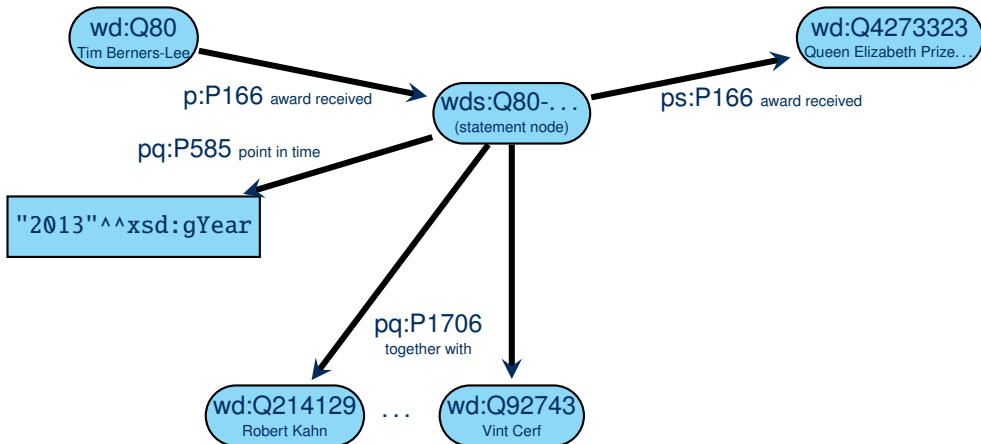 wd:Q80
Tim Berners-Lee
wd:Q4273323
Queen Elizabeth Prize...
p:P166 award received
wds:Q80-...
(statement node)
ps:P166 award received
pq:P585 point in time
"2013"^^xsd:gYear
pq:P1706
together with
wd:Q214129
Robert Kahn
...
wd:Q92743
Vint Cerf